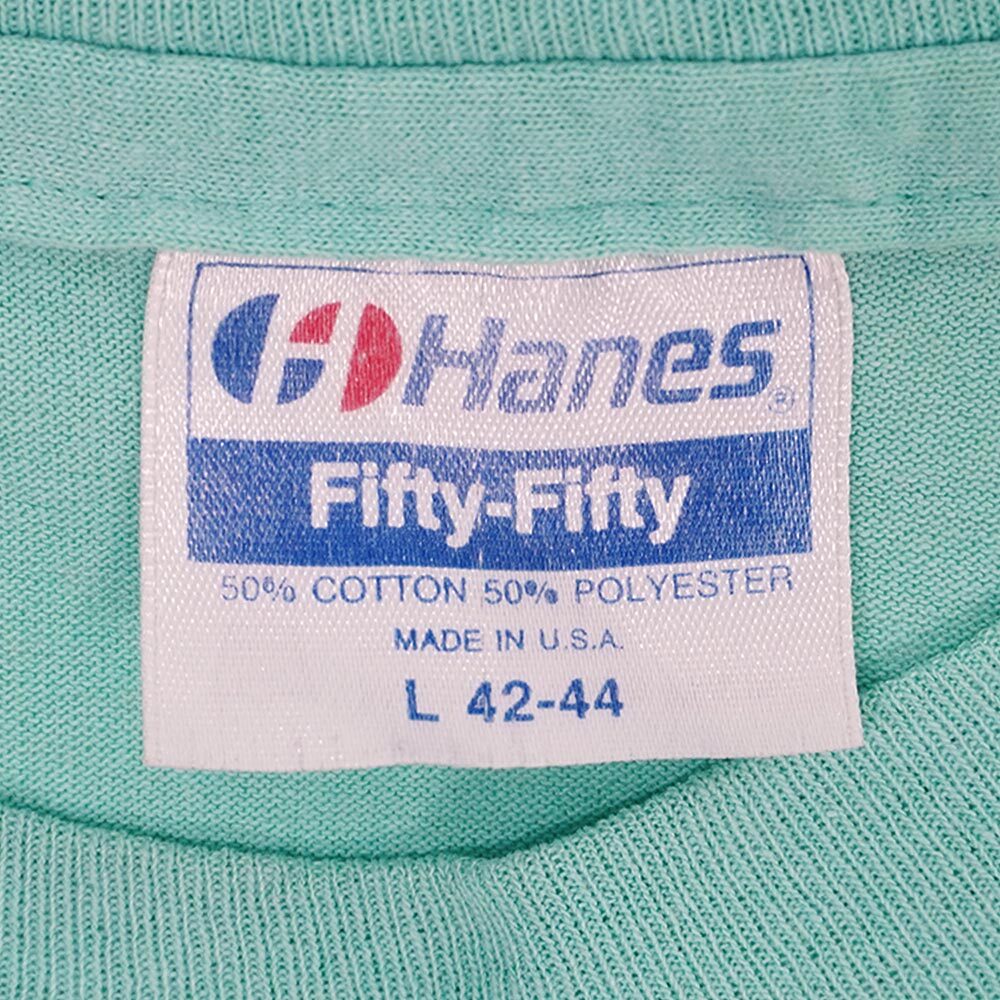 H Hanes®
Fifty-Fifty
50% COTTON 50% POLYESTER
MADE IN U.S.A.
L 42-44